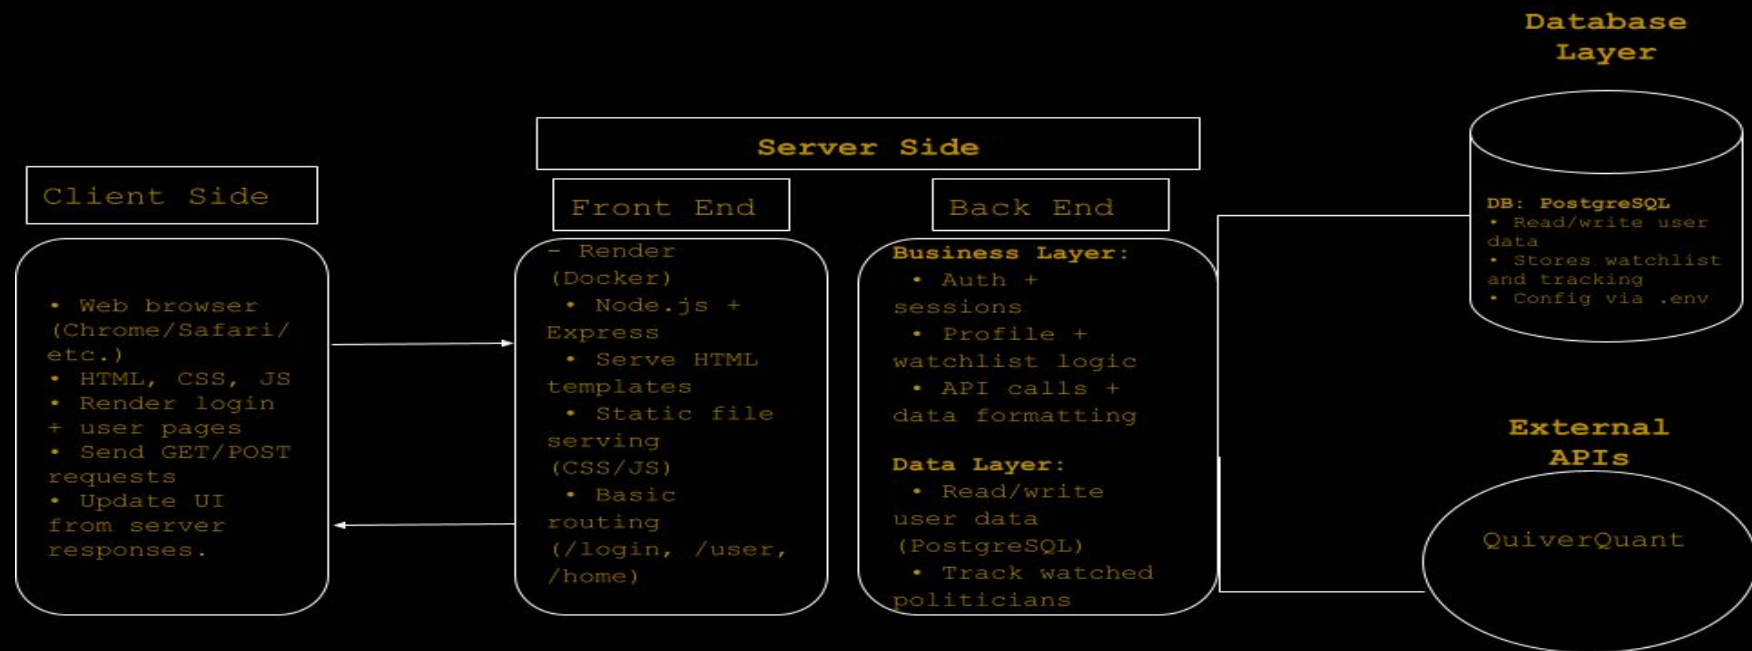 Client Side
• Web browser
(Chrome/Safari/
etc.)
• HTML, CSS, JS
• Render login
+ user pages
• Send GET/POST
requests
• Update UI
from server
responses.
Server Side
Front End
- Render
(Docker)
• Node.js +
Express
• Serve HTML
templates
• Static file
serving
(CSS/JS)
• Basic
routing
(/login, /user,
/home)
Back End
Business Layer:
• Auth +
sessions
• Profile +
watchlist logic
• API calls +
data formatting
Data Layer:
• Read/write
user data
(PostgreSQL)
• Track watched
politicians
Database
Layer
DB: PostgreSQL
• Read/write user
data
• Stores watchlist
and tracking
• Config via .env
External
APIs
QuiverQuant